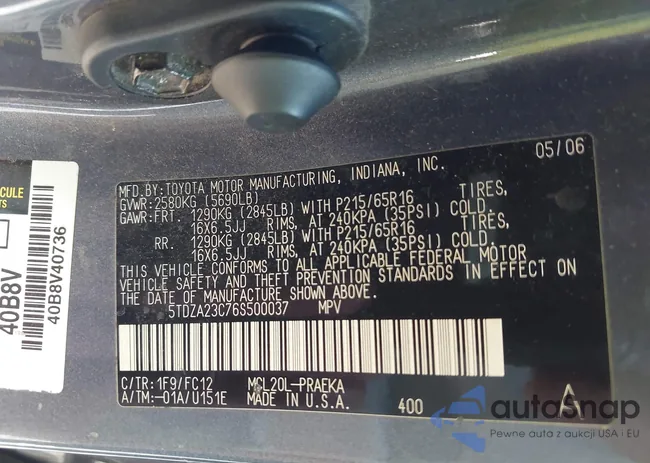 05/06
MFD.BY:TOYOTA MOTOR MANUFACTURING, INDIANA, INC.
GVWR:2580KG (5690LB)
GAWR:FRT. 1290KG (2845LB) WITH P215/65R16 TIRES,
16X6.5JJ RIMS, AT 240KPA (35PSI) COLD.
RR. 1290KG (2845LB) WITH P215/65R16 TIRES,
16X6.5JJ RIMS, AT 240KPA (35PSI) COLD.
THIS VEHICLE CONFORMS TO ALL APPLICABLE FEDERAL MOTOR
VEHICLE SAFETY AND THEFT PREVENTION STANDARDS IN EFFECT ON
THE DATE OF MANUFACTURE SHOWN ABOVE.
5TDZA23C76S500037 MPV
C/TR:1F9/FC12 MCL20L-PRAEKA
A/TM:-01A/U151E MADE IN U.S.A. 400 A
ICULE
TS
40B8V
40B8V40736
autoSnap
Pewne auta z aukcji USA i EU